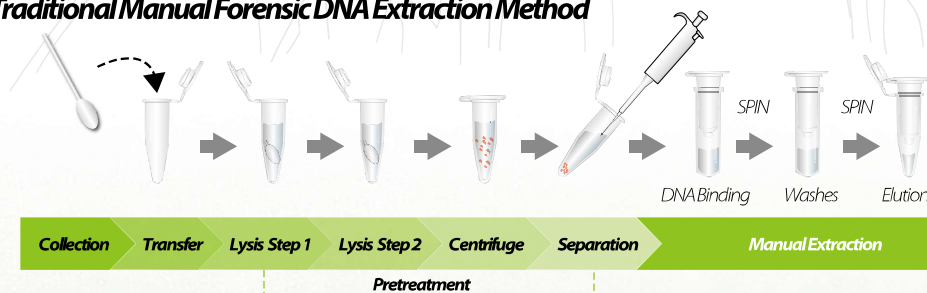 Traditional Manual Forensic DNA Extraction Method
SPIN SPIN
DNA Binding Washes Elution
Collection Transfer Lysis Step 1 Lysis Step 2 Centrifuge Separation Manual Extraction
Pretreatment